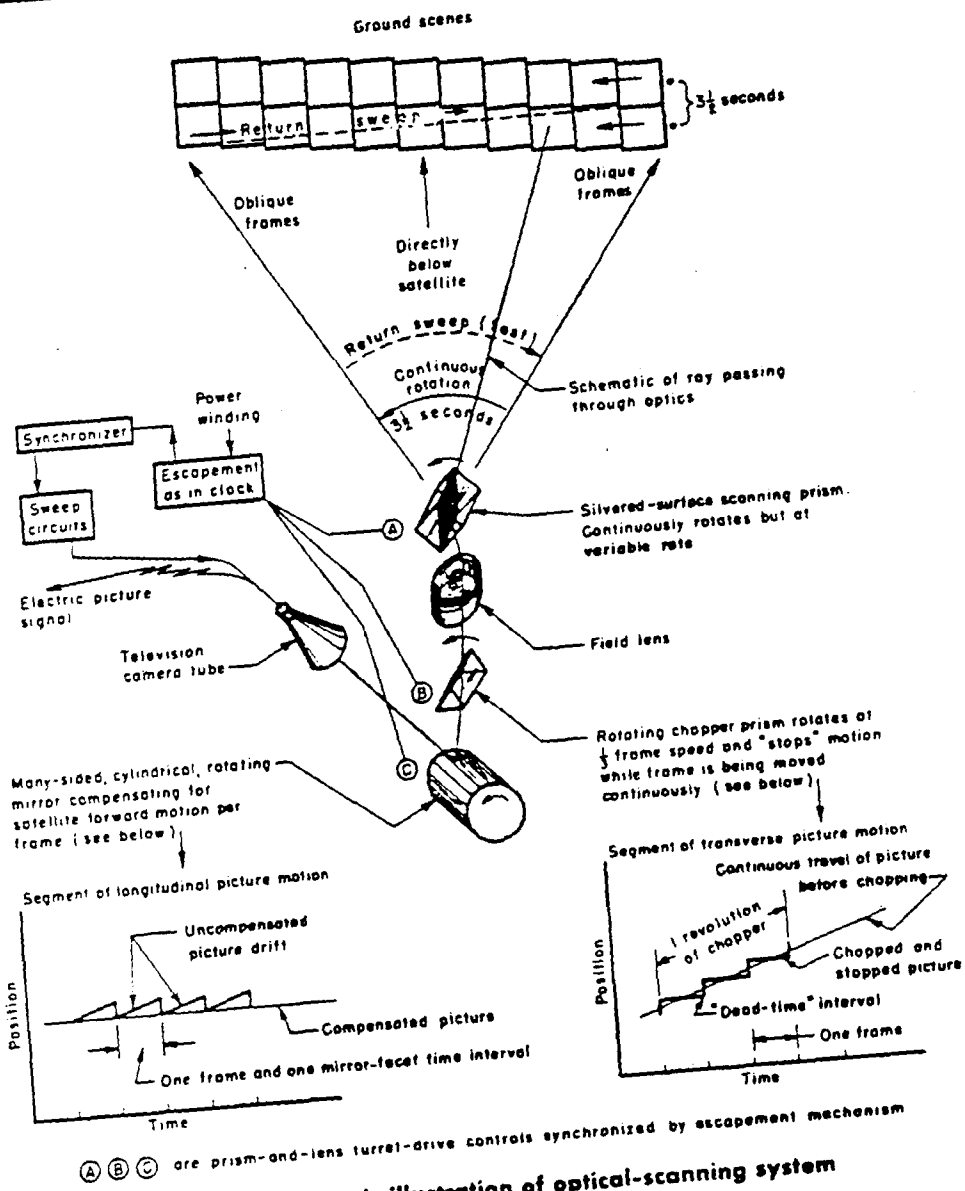 Ground scenes
3½ seconds
Return sweep
Oblique
frames
Directly
below
satellite
Oblique
frames
Return sweep (fast)
Continuous
rotation
3½ seconds
Schematic of ray passing
through optics
Power
winding
Synchronizer
Escapement
as in clock
Sweep
circuits
A
Silvered-surface scanning prism.
Continuously rotates but at
variable rate
Electric picture
signal
Television
camera tube
Field lens
B
Rotating chopper prism rotates at
⅓ frame speed and "stops" motion
while frame is being moved
continuously (see below)
C
Many-sided, cylindrical, rotating
mirror compensating for
satellite forward motion per
frame (see below)
Segment of longitudinal picture motion
Uncompensated
picture drift
Position
Compensated picture
One frame and one mirror-facet time interval
Time
Segment of transverse picture motion
Continuous travel of picture
before chopping
1 revolution
of chopper
Position
Chopped and
stopped picture
"Dead-time" interval
One frame
Time
A B C are prism-and-lens turret-drive controls synchronized by escapement mechanism
illustration of optical-scanning system